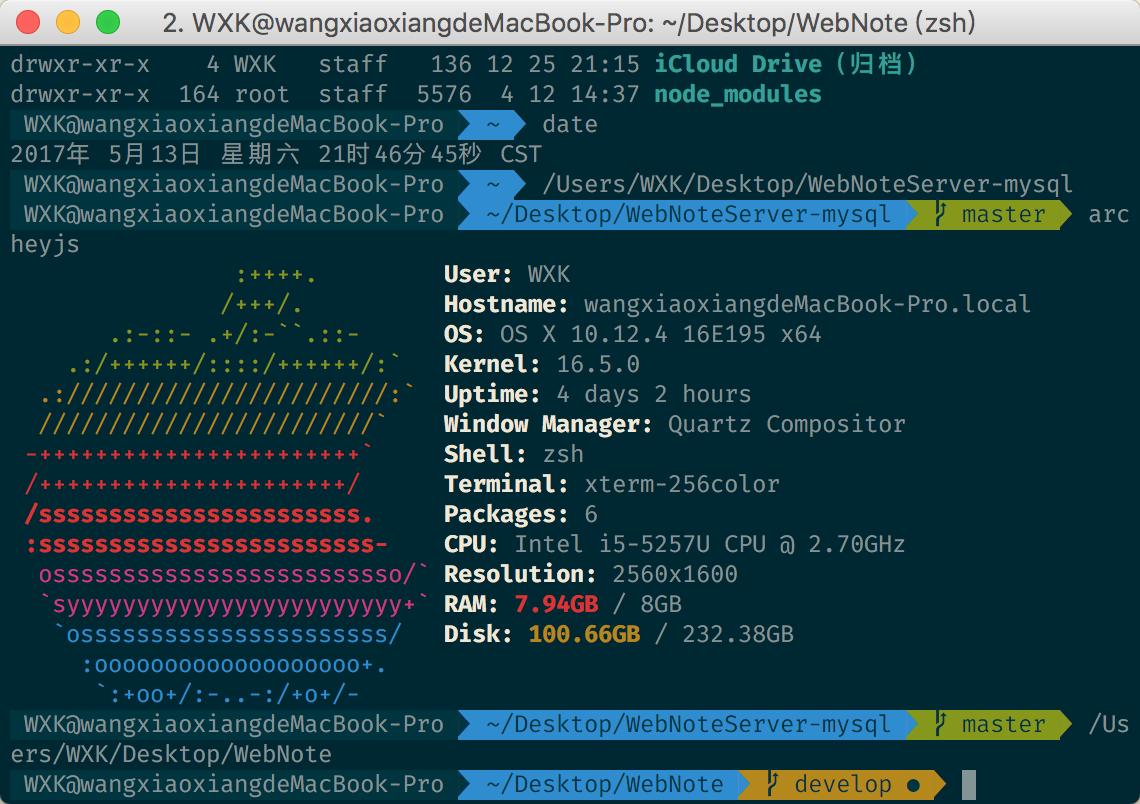 2. WXK@wangxiaoxiangdeMacBook-Pro: ~/Desktop/WebNote (zsh)
drwxr-xr-x    4 WXK   staff   136 12 25 21:15 iCloud Drive（归档）
drwxr-xr-x  164 root  staff  5576  4 12 14:37 node_modules
WXK@wangxiaoxiangdeMacBook-Pro  ~  date
2017年 5月13日 星期六 21时46分45秒 CST
WXK@wangxiaoxiangdeMacBook-Pro  ~  /Users/WXK/Desktop/WebNoteServer-mysql
WXK@wangxiaoxiangdeMacBook-Pro  ~/Desktop/WebNoteServer-mysql  master  arc
heyjs
:++++.  User: WXK
/+++/.  Hostname: wangxiaoxiangdeMacBook-Pro.local
.:-::- .+/:-``.::-  OS: OS X 10.12.4 16E195 x64
.:/++++++/::::/++++++/:`  Kernel: 16.5.0
.:///////////////////////:`  Uptime: 4 days 2 hours
////////////////////////`  Window Manager: Quartz Compositor
-+++++++++++++++++++++++`  Shell: zsh
/++++++++++++++++++++++/  Terminal: xterm-256color
/sssssssssssssssssssssss.  Packages: 6
:ssssssssssssssssssssssss-  CPU: Intel i5-5257U CPU @ 2.70GHz
osssssssssssssssssssssssso/`  Resolution: 2560x1600
`syyyyyyyyyyyyyyyyyyyyyyyy+`  RAM: 7.94GB / 8GB
`ossssssssssssssssssssss/  Disk: 100.66GB / 232.38GB
:ooooooooooooooooooo+.
`:+oo+/:-..-:/+o+/-
WXK@wangxiaoxiangdeMacBook-Pro  ~/Desktop/WebNoteServer-mysql  master  /Us
ers/WXK/Desktop/WebNote
WXK@wangxiaoxiangdeMacBook-Pro  ~/Desktop/WebNote  develop ●